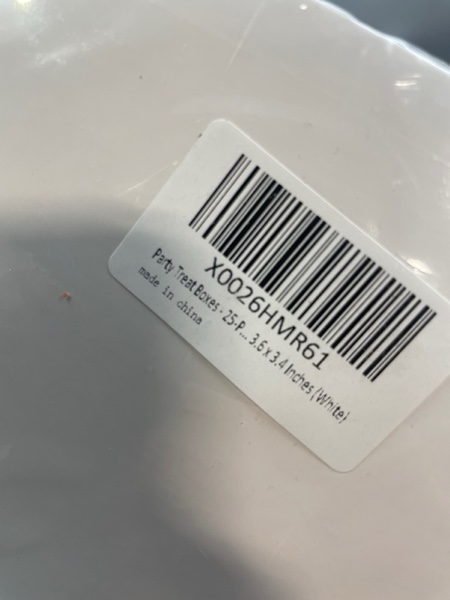 X0026HMR61
Party Treat Boxes - 25-P... 3.6 x 3.4 Inches (White)
made in china